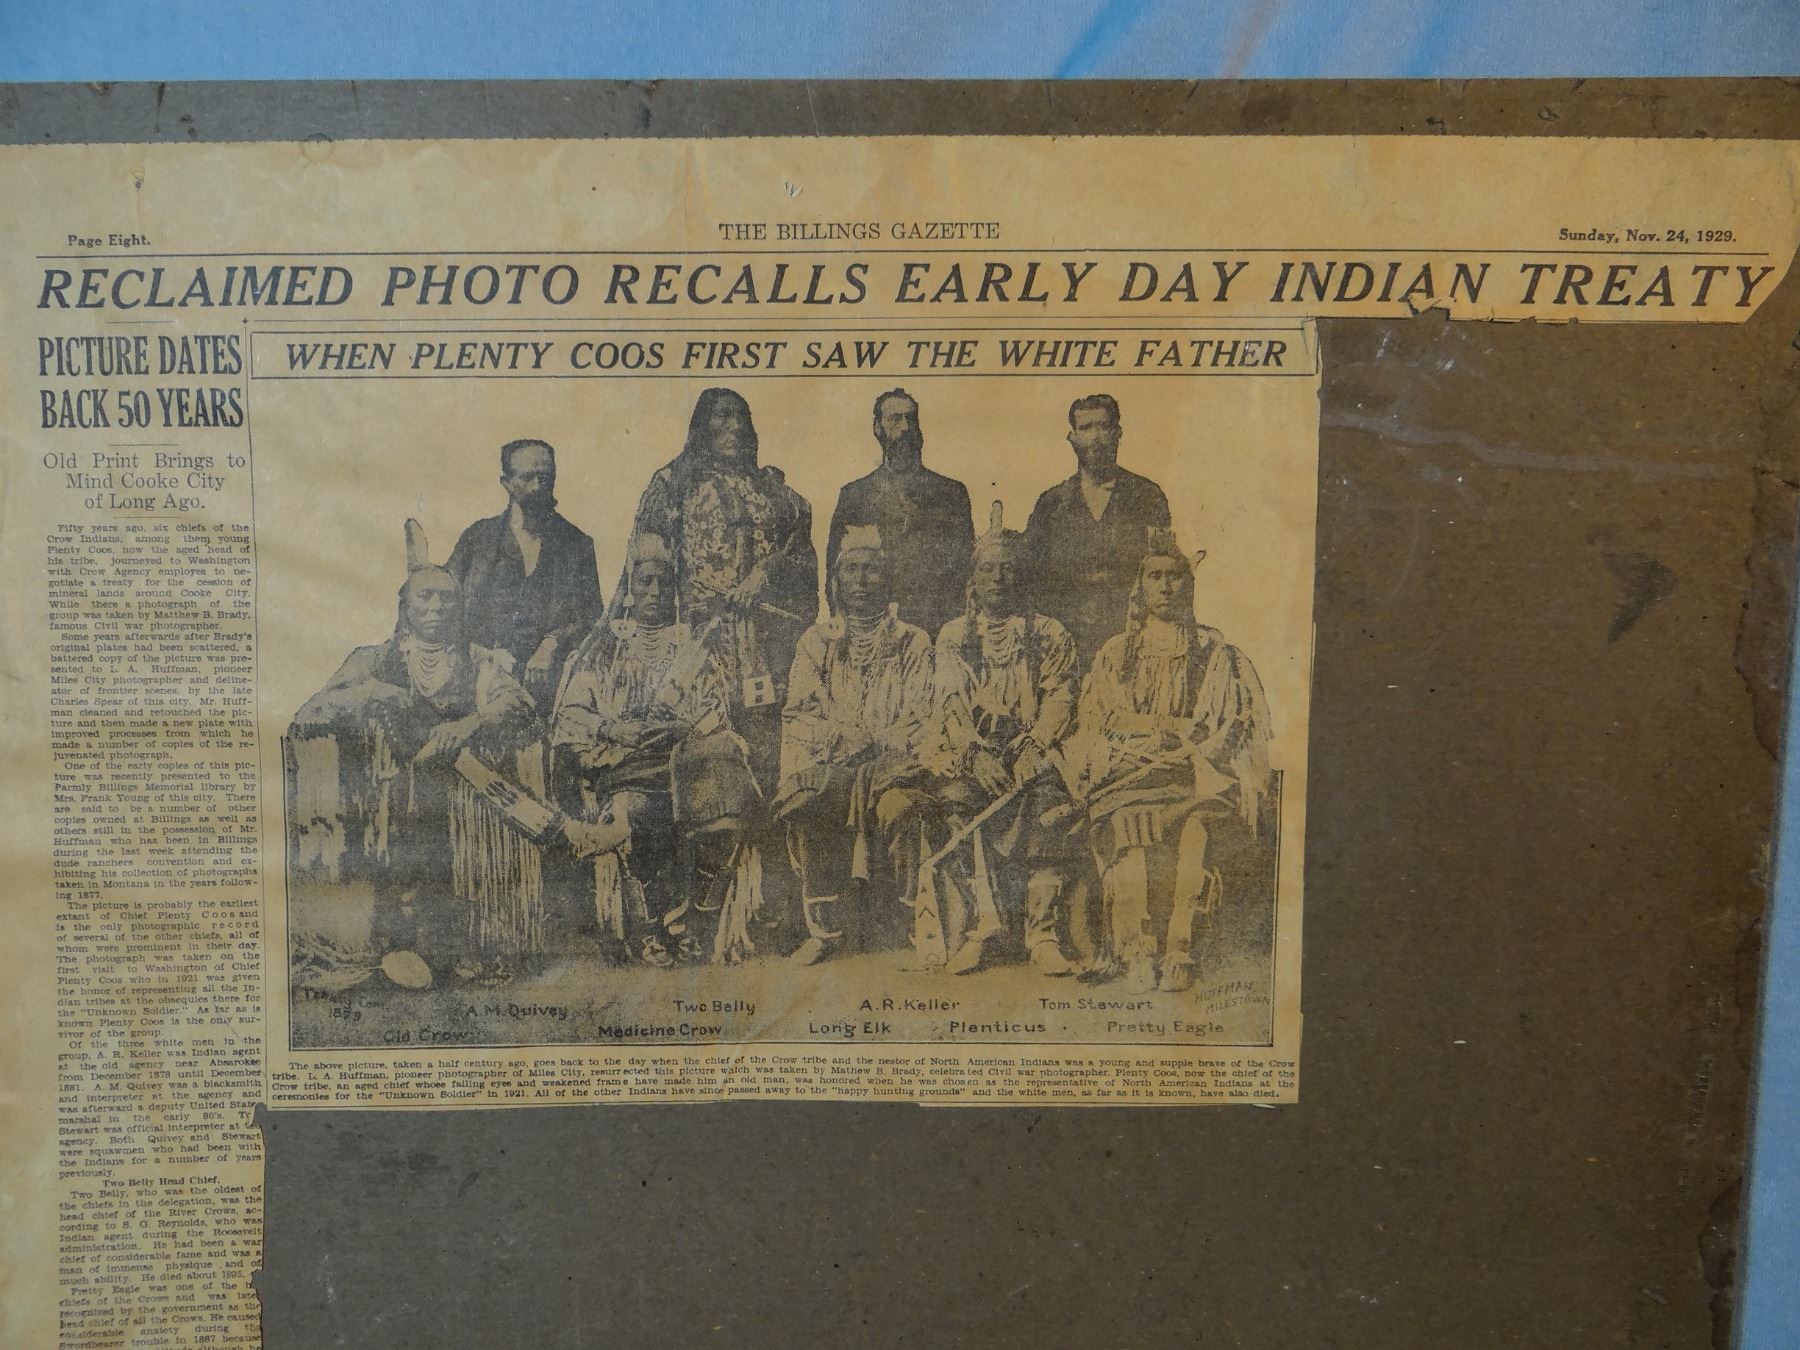 Page Eight.
THE BILLINGS GAZETTE
Sunday, Nov. 24, 1929.
RECLAIMED PHOTO RECALLS EARLY DAY INDIAN TREATY
PICTURE DATES
BACK 50 YEARS
Old Print Brings to
Mind Cooke City
of Long Ago.
Fifty years ago, six chiefs of the
Crow Indians, among them young
Plenty Coos, now the aged head of
his tribe, journeyed to Washington
with Crow Agency employes to ne-
gotiate a treaty for the cession of
mineral lands around Cooke City.
While there a photograph of the
group was taken by Matthew B. Brady,
famous Civil war photographer.
Some years afterwards after Brady's
original plates had been scattered, a
battered copy of the picture was pre-
sented to L. A. Huffman, pioneer
Miles City photographer and deline-
ator of frontier scenes, by the late
Charles Spear of this city. Mr. Huff-
man cleaned and retouched the pic-
ture and then made a new plate with
improved processes from which he
made a number of copies of the re-
juvenated photograph.
One of the early copies of this pic-
ture was recently presented to the
Parmly Billings Memorial library by
Mrs. Frank Young of this city. There
are said to be a number of other
copies owned at Billings as well as
others still in the possession of Mr.
Huffman who has been in Billings
during the last week attending the
dude ranchers convention and ex-
hibiting his collection of photographs
taken in Montana in the years follow-
ing 1877.
The picture is probably the earliest
extant of Chief Plenty Coos and
is the only photographic record
of several of the other chiefs, all of
whom were prominent in their day.
The photograph was taken on the
first visit to Washington of Chief
Plenty Coos who in 1921 was given
the honor of representing all the In-
dian tribes at the obsequies there for
the "Unknown Soldier." As far as is
known Plenty Coos is the only sur-
vivor of the group.
Of the three white men in the
group, A. R. Keller was Indian agent
at the old agency near Absarokee
from December 1878 until December
1881. A. M. Quivey was a blacksmith
and interpreter at the agency and
was afterward a deputy United State
marshal in the early 80's.
Stewart was official interpreter at
agency. Both Quivey and Stewart
were squawmen who had been with
the Indians for a number of years
previously.
Two Belly Head Chief.
Two Belly, who was the oldest of
the chiefs in the delegation, was the
head chief of the River Crows, ac-
cording to S. G. Reynolds, who was
Indian agent during the Roosevelt
administration. He had been a war
chief of considerable fame and was a
man of immense physique and of
much ability. He died about 1895.
Pretty Eagle was one of the
chiefs of the Crows and was late
recognized by the government as the
head chief of all the Crows. He caused
considerable anxiety during the
Swordbearer trouble in 1887 because
WHEN PLENTY COOS FIRST SAW THE WHITE FATHER
Treaty Com.
1879
A.M.Quivey
Two Belly
A.R.Keller
Tom Stewart
HUFFMAN
MILESTOWN
Old Crow
Medicine Crow
Long Elk
Plenticus
Pretty Eagle
The above picture, taken a half century ago, goes back to the day when the chief of the Crow tribe and the nestor of North American Indians was a young and supple brave of the Crow
tribe. L. A. Huffman, pioneer photographer of Miles City, resurrected this picture which was taken by Mathew B. Brady, celebrated Civil war photographer. Plenty Coos, now the chief of the
Crow tribe, an aged chief whose failing eyes and weakened frame have made him an old man, was honored when he was chosen as the representative of North American Indians at the
ceremonies for the "Unknown Soldier" in 1921. All of the other Indians have since passed away to the "happy hunting grounds" and the white men, as far as it is known, have also died.